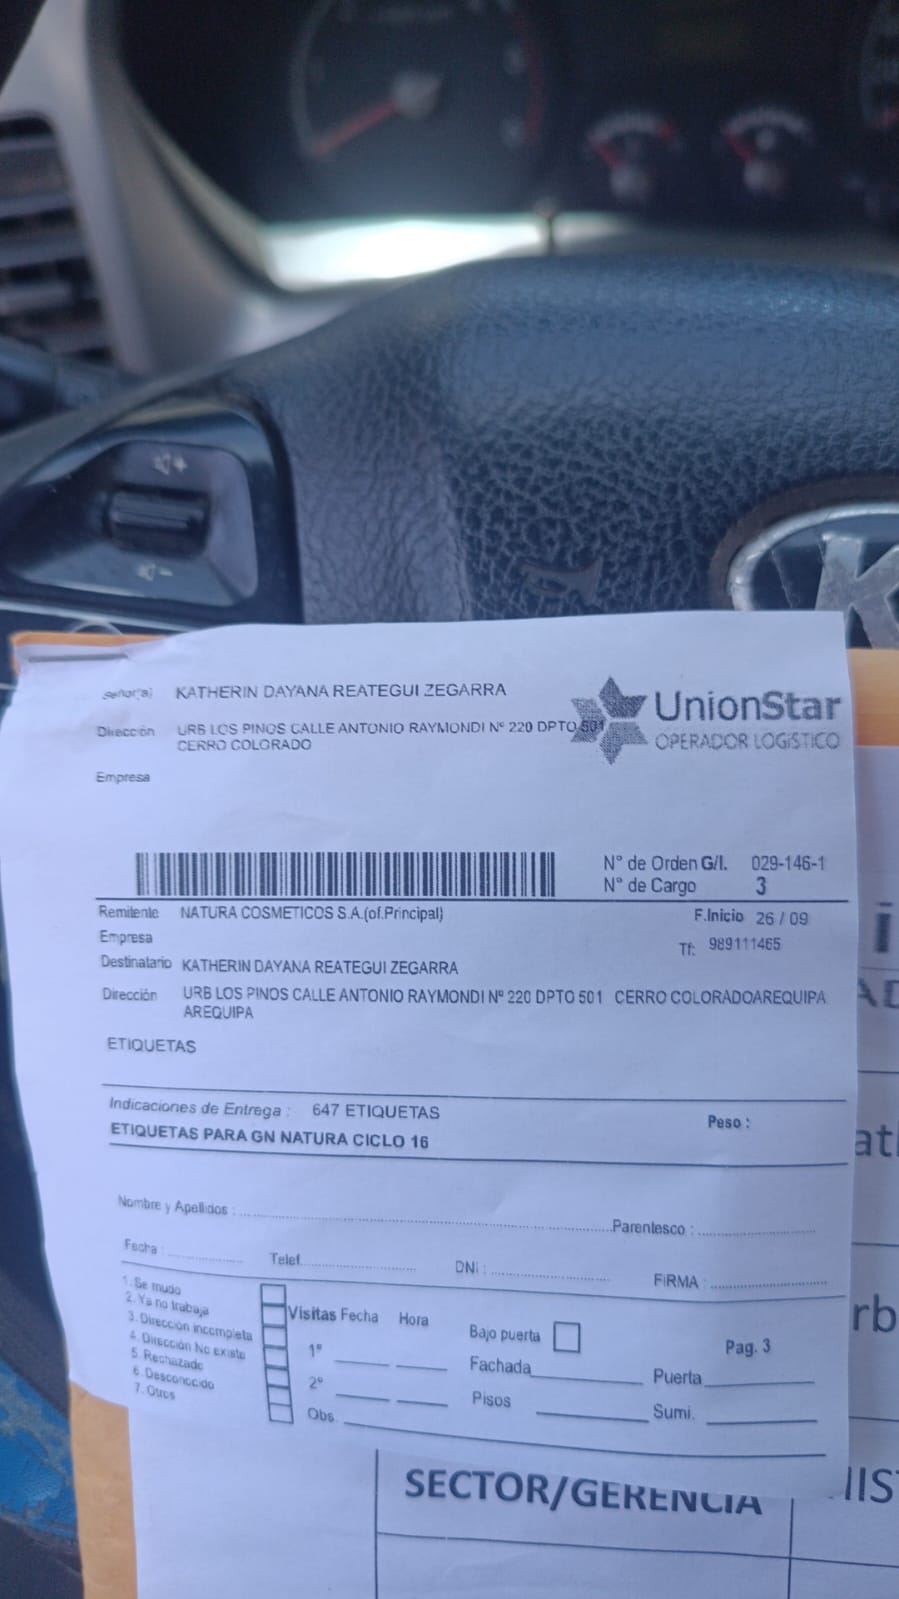 Señor(a) KATHERIN DAYANA REATEGUI ZEGARRA
UnionStar
OPERADOR LOGíSTICO
Dirección URB LOS PINOS CALLE ANTONIO RAYMONDI Nº 220 DPTO 501
CERRO COLORADO
Empresa
N° de Orden G/I. 029-146-1
N° de Cargo 3
Remitente NATURA COSMETICOS S.A.(of.Principal)
F.Inicio 26 / 09
Empresa
Tf: 989111465
Destinatario KATHERIN DAYANA REATEGUI ZEGARRA
Dirección URB LOS PINOS CALLE ANTONIO RAYMONDI Nº 220 DPTO 501 CERRO COLORADOAREQUIPA
AREQUIPA
ETIQUETAS
Indicaciones de Entrega : 647 ETIQUETAS
Peso :
ETIQUETAS PARA GN NATURA CICLO 16
Nombre y Apellidos : Parentesco :
Fecha : Telef. DNI : FIRMA :
1. Se mudo
2. Ya no trabaja
3. Dirección incompleta
4. Dirección No existe
5. Rechazado
6. Desconocido
7. Otros
Visitas Fecha Hora
1º
2º
Obs.
Bajo puerta
Pag. 3
Fachada Puerta
Pisos Sumi.
SECTOR/GERENCIA